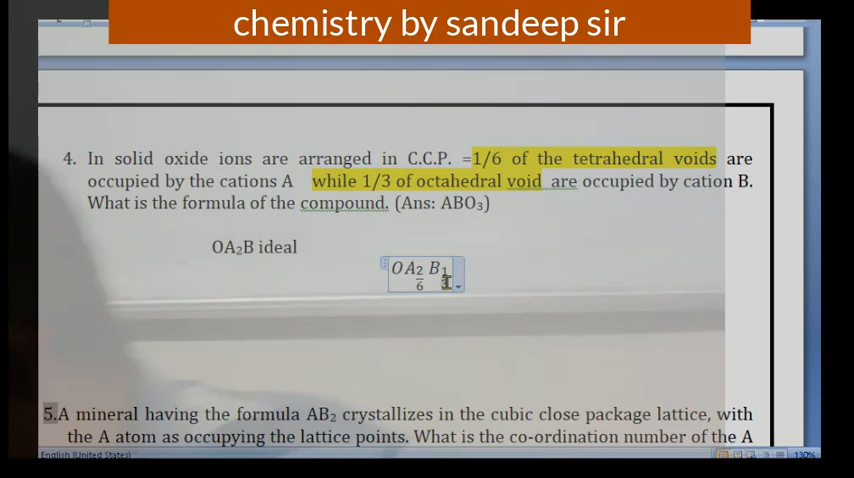 chemistry by sandeep sir
4. In solid oxide ions are arranged in C.C.P. =1/6 of the tetrahedral voids are
occupied by the cations A while 1/3 of octahedral void are occupied by cation B.
What is the formula of the compound. (Ans: ABO₃)
OA₂B ideal
OA2/6 B1/3
5.A mineral having the formula AB₂ crystallizes in the cubic close package lattice, with
the A atom as occupying the lattice points. What is the co-ordination number of the A
English (United States)
130%